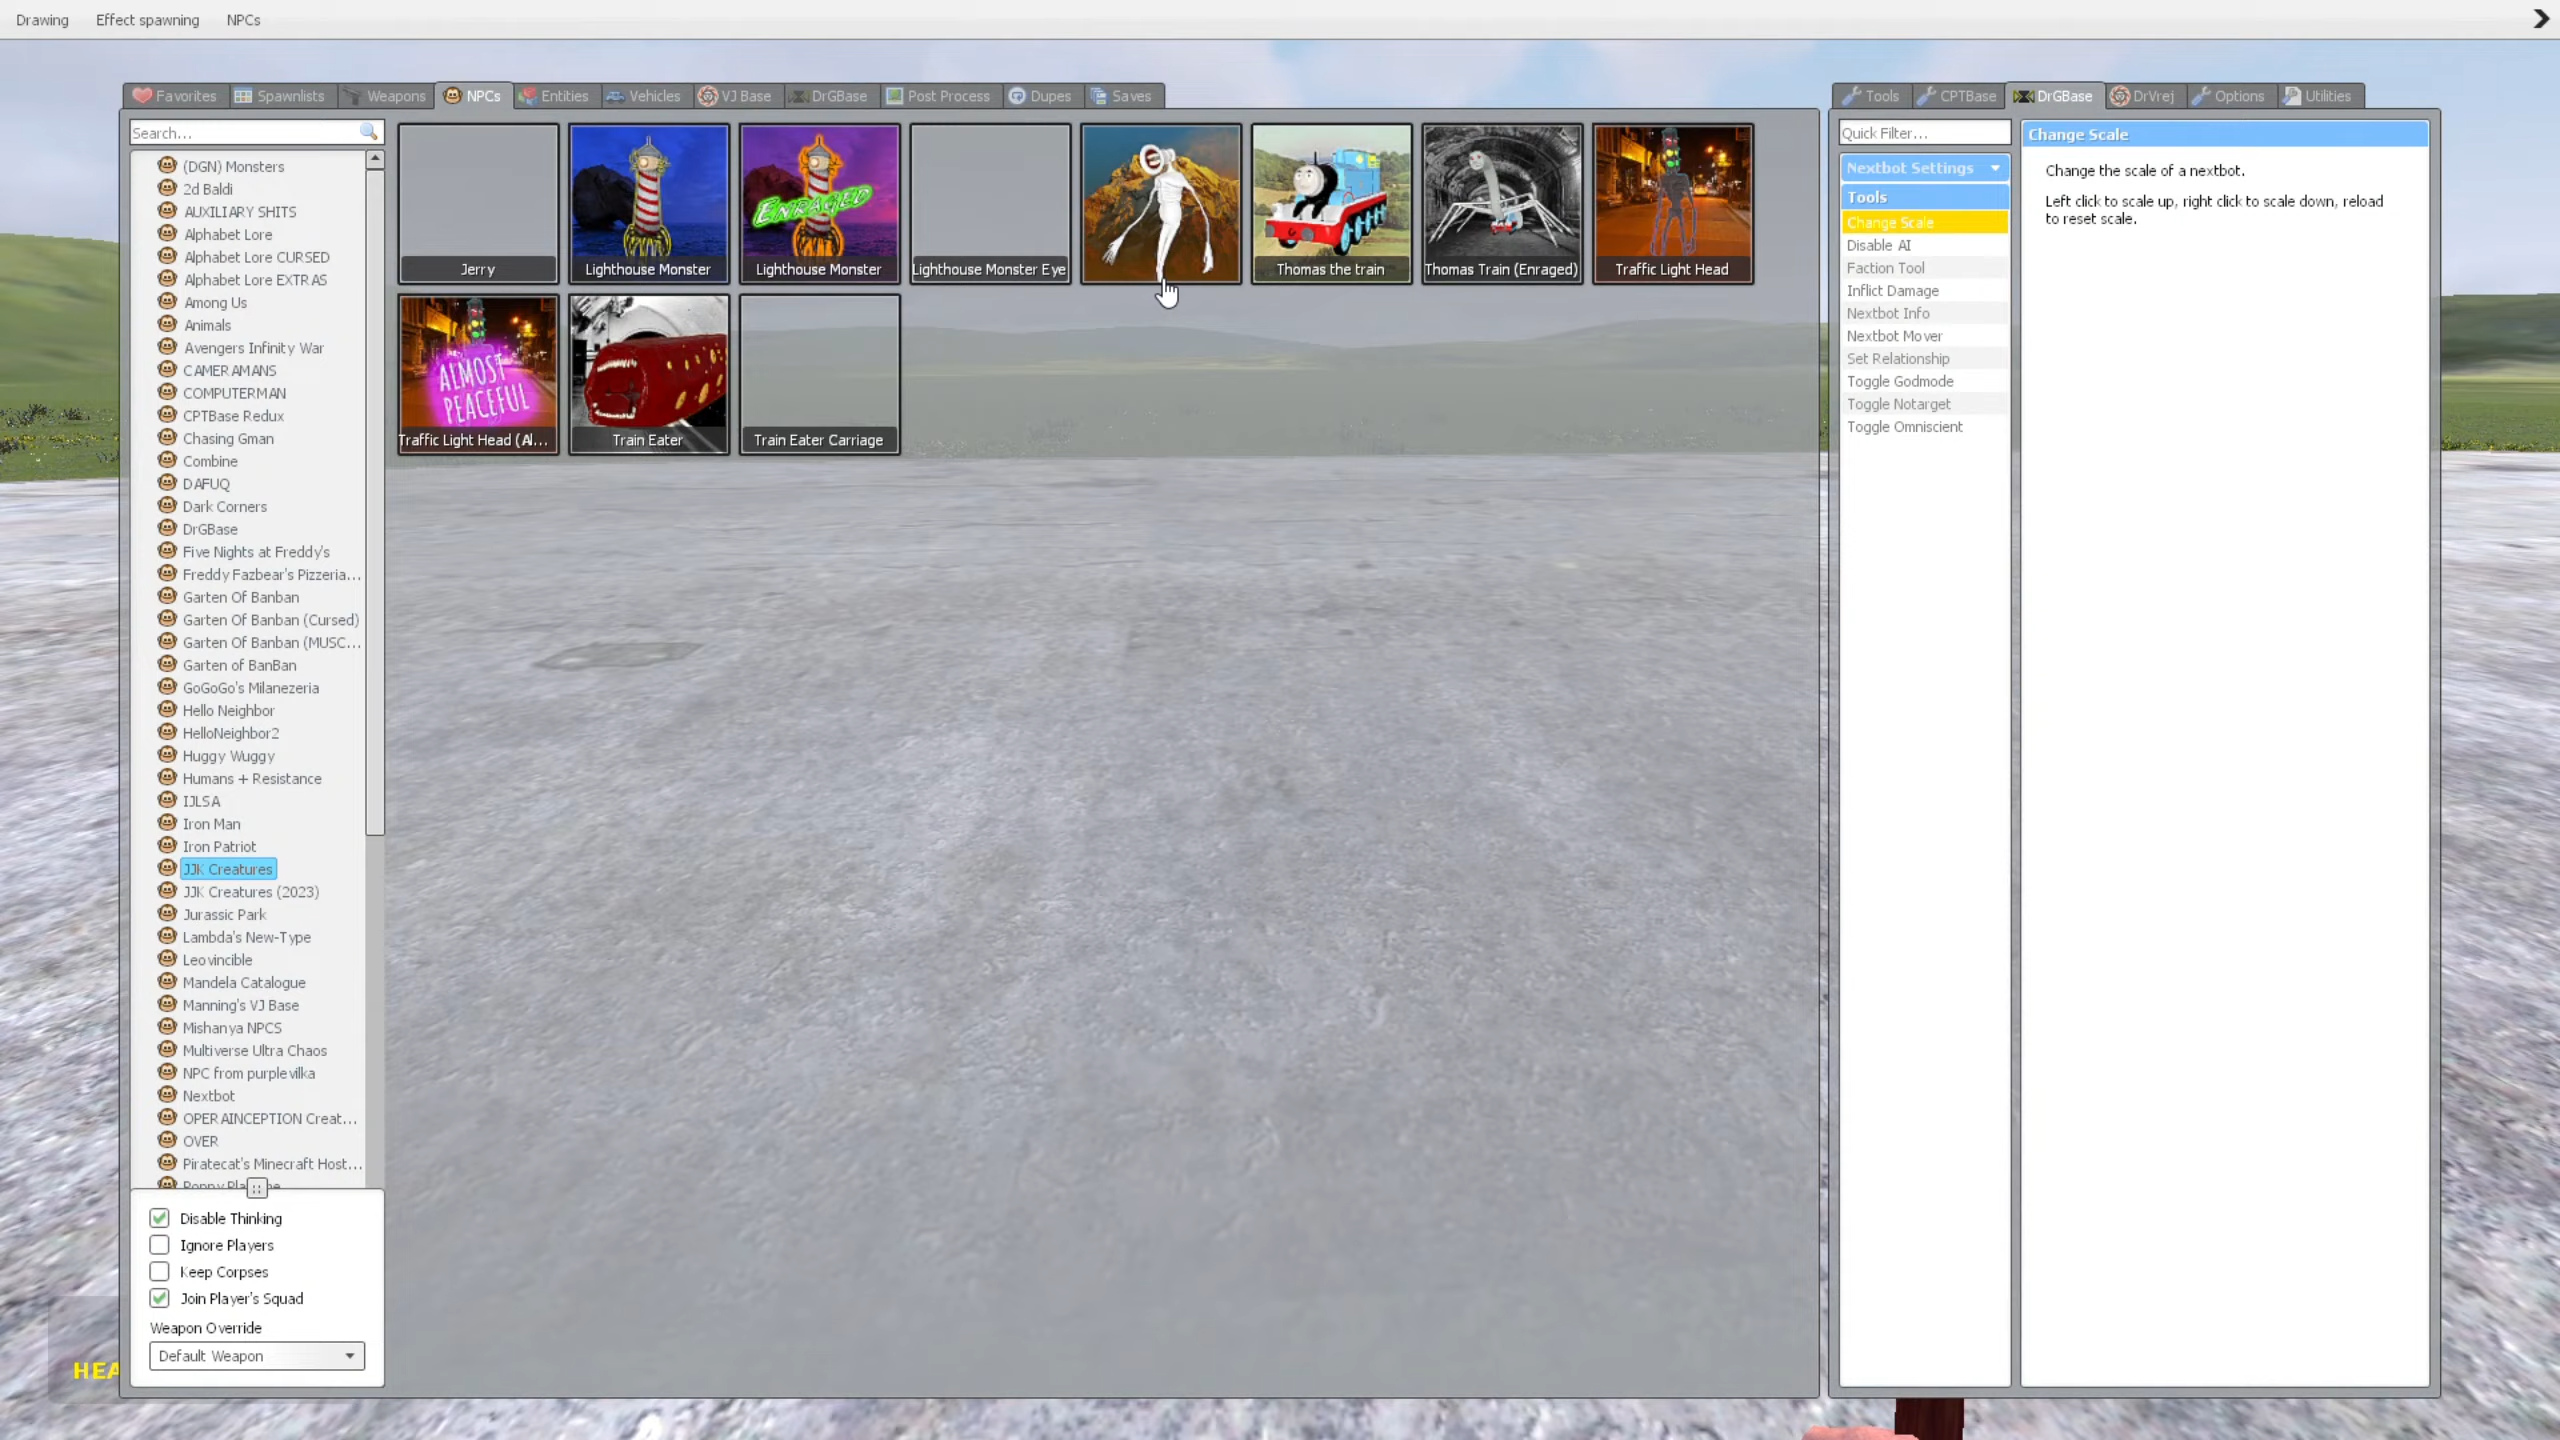 Drawing Effect spawning NPCs
Favorites Spawnlists Weapons NPCs Entities Vehicles VJ Base DrGBase Post Process Dupes Saves
Search...
(DGN) Monsters
2d Baldi
AUXILIARY SHITS
Alphabet Lore
Alphabet Lore CURSED
Alphabet Lore EXTRAS
Among Us
Animals
Avengers Infinity War
CAMERAMANS
COMPUTERMAN
CPTBase Redux
Chasing Gman
Combine
DAFUQ
Dark Corners
DrGBase
Five Nights at Freddy's
Freddy Fazbear's Pizzeria...
Garten Of Banban
Garten Of Banban (Cursed)
Garten Of Banban (MUSC...
Garten of BanBan
GoGoGo's Milanezeria
Hello Neighbor
HelloNeighbor2
Huggy Wuggy
Humans + Resistance
IJLSA
Iron Man
Iron Patriot
JJK Creatures
JJK Creatures (2023)
Jurassic Park
Lambda's New-Type
Leovincible
Mandela Catalogue
Manning's VJ Base
Mishanya NPCS
Multiverse Ultra Chaos
NPC from purplevilka
Nextbot
OPERAINCEPTION Creat...
OVER
Piratecat's Minecraft Host...
Disable Thinking
Ignore Players
Keep Corpses
Join Player's Squad
Weapon Override
Default Weapon
HEA
ENRAGED
Jerry Lighthouse Monster Lighthouse Monster Lighthouse Monster Eye Thomas the train Thomas Train (Enraged) Traffic Light Head
ALMOST
PEACEFUL
Traffic Light Head (Al... Train Eater Train Eater Carriage
Tools CPTBase DrGBase DrVrej Options Utilities
Quick Filter...
Nextbot Settings
Tools
Change Scale
Disable AI
Faction Tool
Inflict Damage
Nextbot Info
Nextbot Mover
Set Relationship
Toggle Godmode
Toggle Notarget
Toggle Omniscient
Change Scale
Change the scale of a nextbot.
Left click to scale up, right click to scale down, reload
to reset scale.